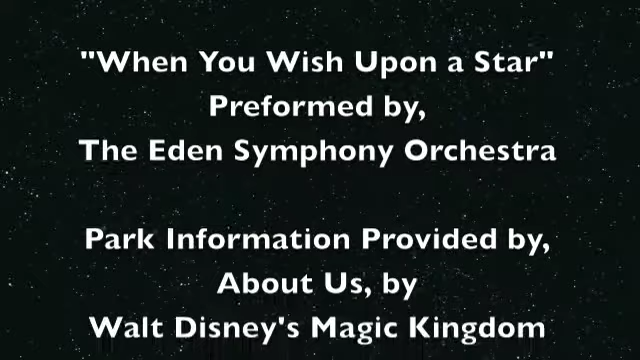 "When You Wish Upon a Star"
Preformed by,
The Eden Symphony Orchestra
Park Information Provided by,
About Us, by
Walt Disney's Magic Kingdom